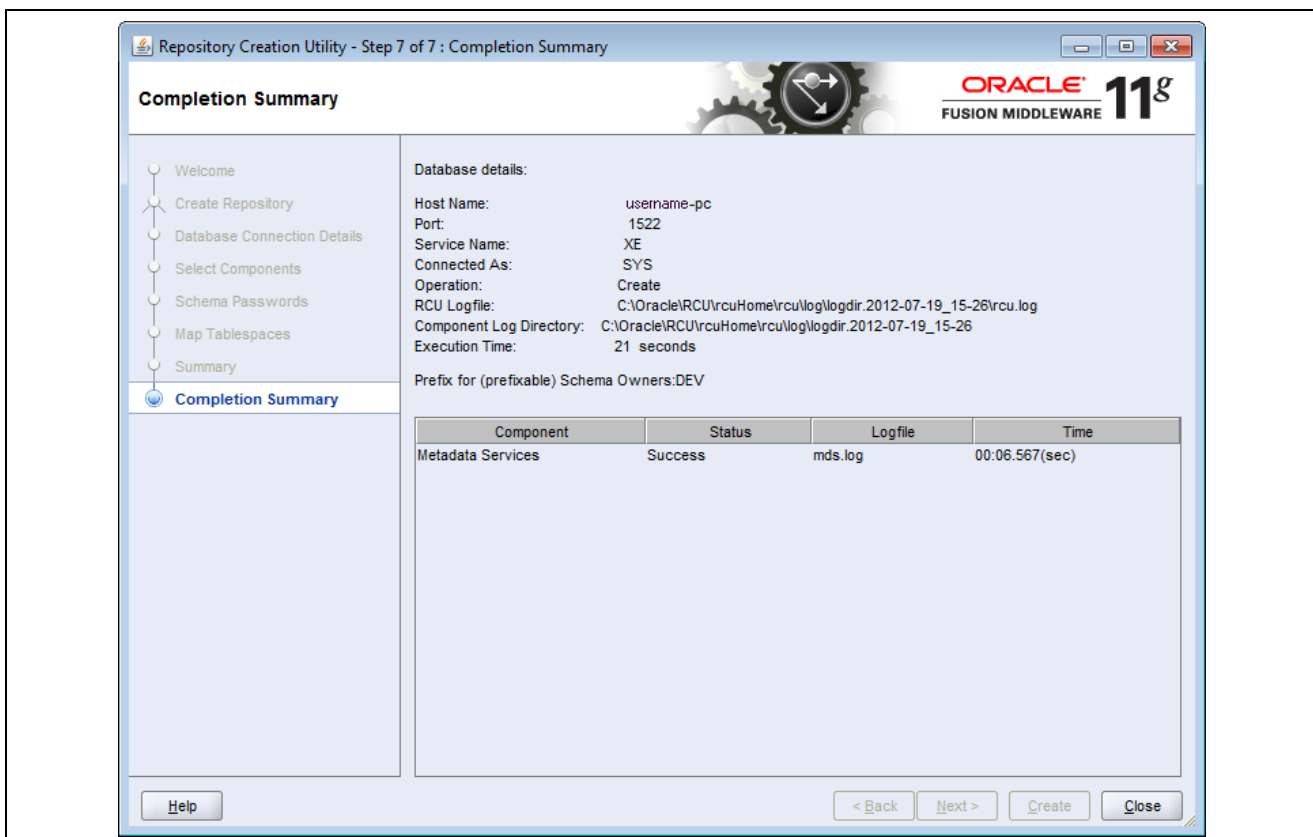 Repository Creation Utility - Step 7 of 7 : Completion Summary
Completion Summary
ORACLE
FUSION MIDDLEWARE
11g
Welcome
Create Repository
Database Connection Details
Select Components
Schema Passwords
Map Tablespaces
Summary
Completion Summary
Database details:
Host Name: username-pc
Port: 1522
Service Name: XE
Connected As: SYS
Operation: Create
RCU Logfile: C:\Oracle\RCU\rcuHome\rcu\log\logdir.2012-07-19_15-26\rcu.log
Component Log Directory: C:\Oracle\RCU\rcuHome\rcu\log\logdir.2012-07-19_15-26
Execution Time: 21 seconds
Prefix for (prefixable) Schema Owners:DEV
Component Status Logfile Time
Metadata Services Success mds.log 00:06.567(sec)
Help < Back Next > Create Close